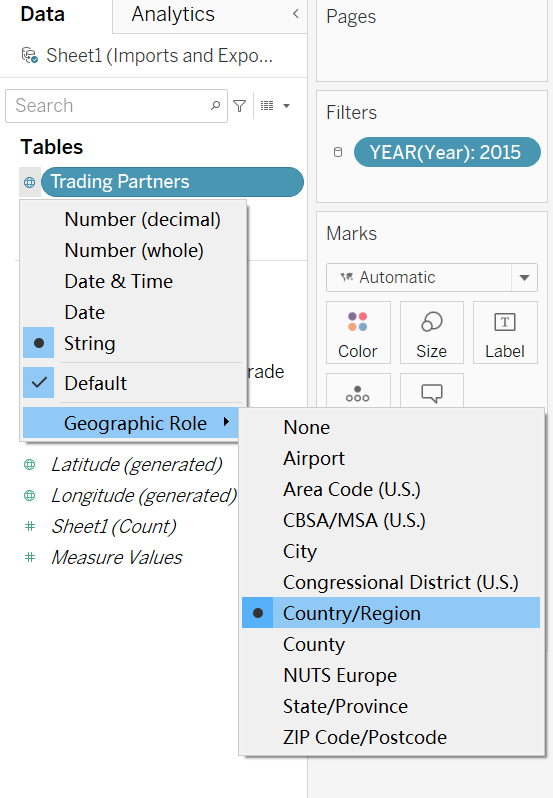 Data
Analytics
Sheet1 (Imports and Expo...
Search
Tables
Trading Partners
Number (decimal)
Number (whole)
Date & Time
Date
String
Default
Geographic Role
rade
Latitude (generated)
Longitude (generated)
Sheet1 (Count)
Measure Values
None
Airport
Area Code (U.S.)
CBSA/MSA (U.S.)
City
Congressional District (U.S.)
Country/Region
County
NUTS Europe
State/Province
ZIP Code/Postcode
Pages
Filters
YEAR(Year): 2015
Marks
Automatic
Color
Size
Label